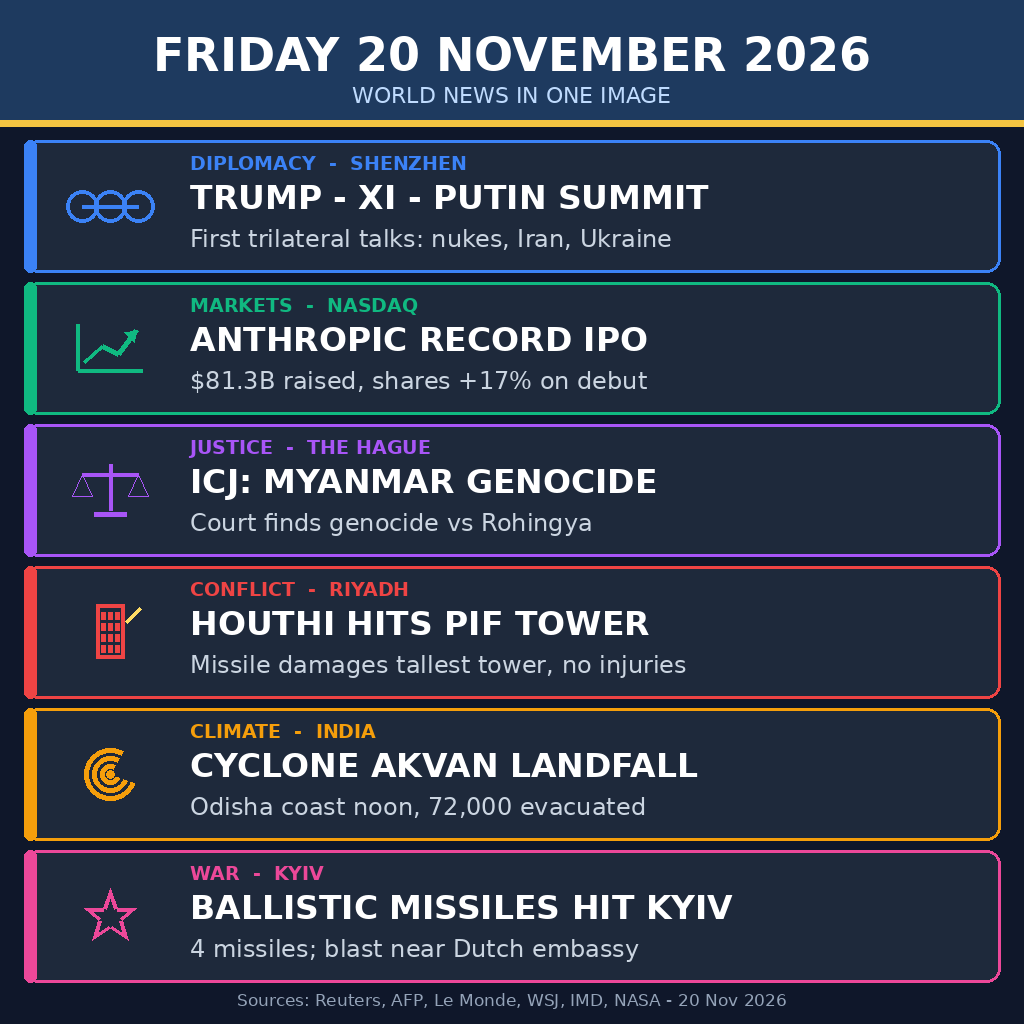 FRIDAY 20 NOVEMBER 2026
WORLD NEWS IN ONE IMAGE
DIPLOMACY - SHENZHEN
TRUMP - XI - PUTIN SUMMIT
First trilateral talks: nukes, Iran, Ukraine
MARKETS - NASDAQ
ANTHROPIC RECORD IPO
$81.3B raised, shares +17% on debut
JUSTICE - THE HAGUE
ICJ: MYANMAR GENOCIDE
Court finds genocide vs Rohingya
CONFLICT - RIYADH
HOUTHI HITS PIF TOWER
Missile damages tallest tower, no injuries
CLIMATE - INDIA
CYCLONE AKVAN LANDFALL
Odisha coast noon, 72,000 evacuated
WAR - KYIV
BALLISTIC MISSILES HIT KYIV
4 missiles; blast near Dutch embassy
Sources: Reuters, AFP, Le Monde, WSJ, IMD, NASA - 20 Nov 2026